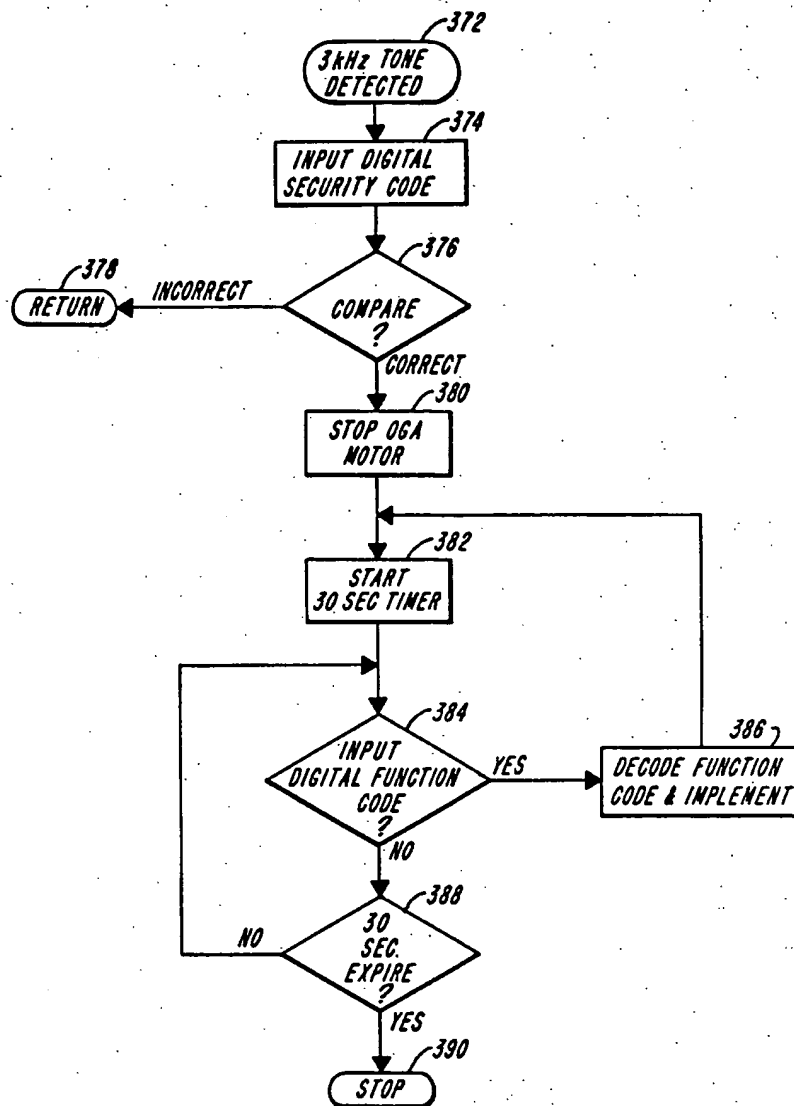 372
3kHz TONE
DETECTED
374
INPUT DIGITAL
SECURITY CODE
376
378
INCORRECT
RETURN
COMPARE
?
CORRECT
380
STOP OGA
MOTOR
382
START
30 SEC TIMER
384
386
INPUT
DIGITAL FUNCTION
CODE
?
YES
DECODE FUNCTION
CODE & IMPLEMENT
NO
388
NO
30
SEC.
EXPIRE
?
YES
390
STOP